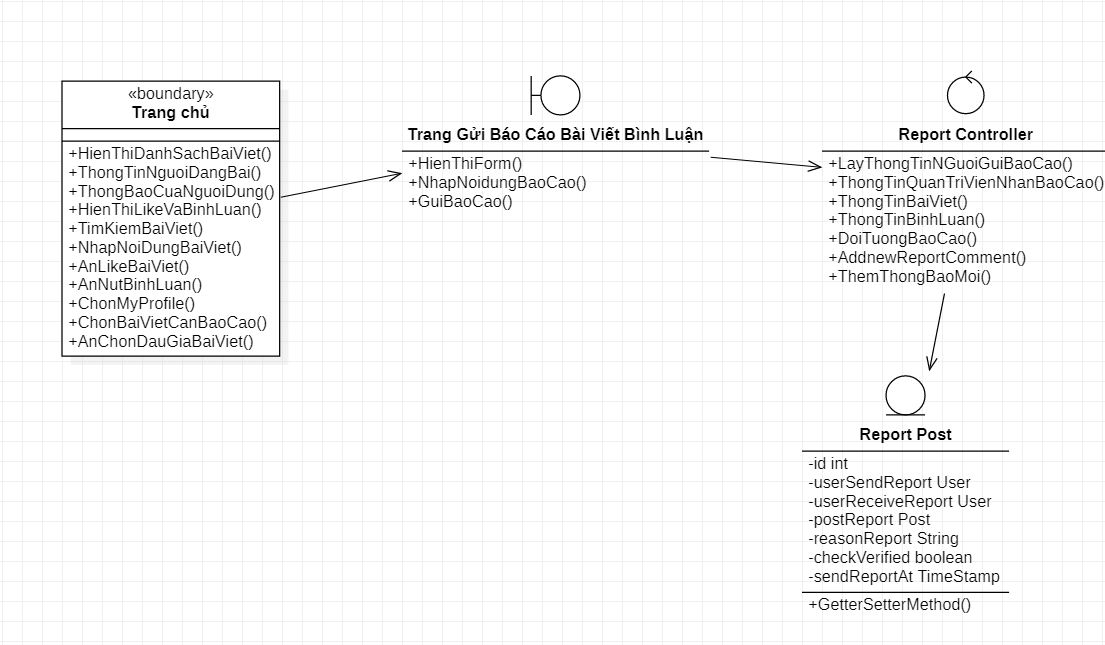 «boundary»
Trang chủ
+HienThiDanhSachBaiViet()
+ThongTinNguoiDangBai()
+ThongBaoCuaNguoiDung()
+HienThiLikeVaBinhLuan()
+TimKiemBaiViet()
+NhapNoiDungBaiViet()
+AnLikeBaiViet()
+AnNutBinhLuan()
+ChonMyProfile()
+ChonBaiVietCanBaoCao()
+AnChonDauGiaBaiViet()
Trang Gửi Báo Cáo Bài Viết Bình Luận
+HienThiForm()
+NhapNoidungBaoCao()
+GuiBaoCao()
Report Controller
+LayThongTinNGuoiGuiBaoCao()
+ThongTinQuanTriVienNhanBaoCao()
+ThongTinBaiViet()
+ThongTinBinhLuan()
+DoiTuongBaoCao()
+AddnewReportComment()
+ThemThongBaoMoi()
Report Post
-id int
-userSendReport User
-userReceiveReport User
-postReport Post
-reasonReport String
-checkVerified boolean
-sendReportAt TimeStamp
+GetterSetterMethod()